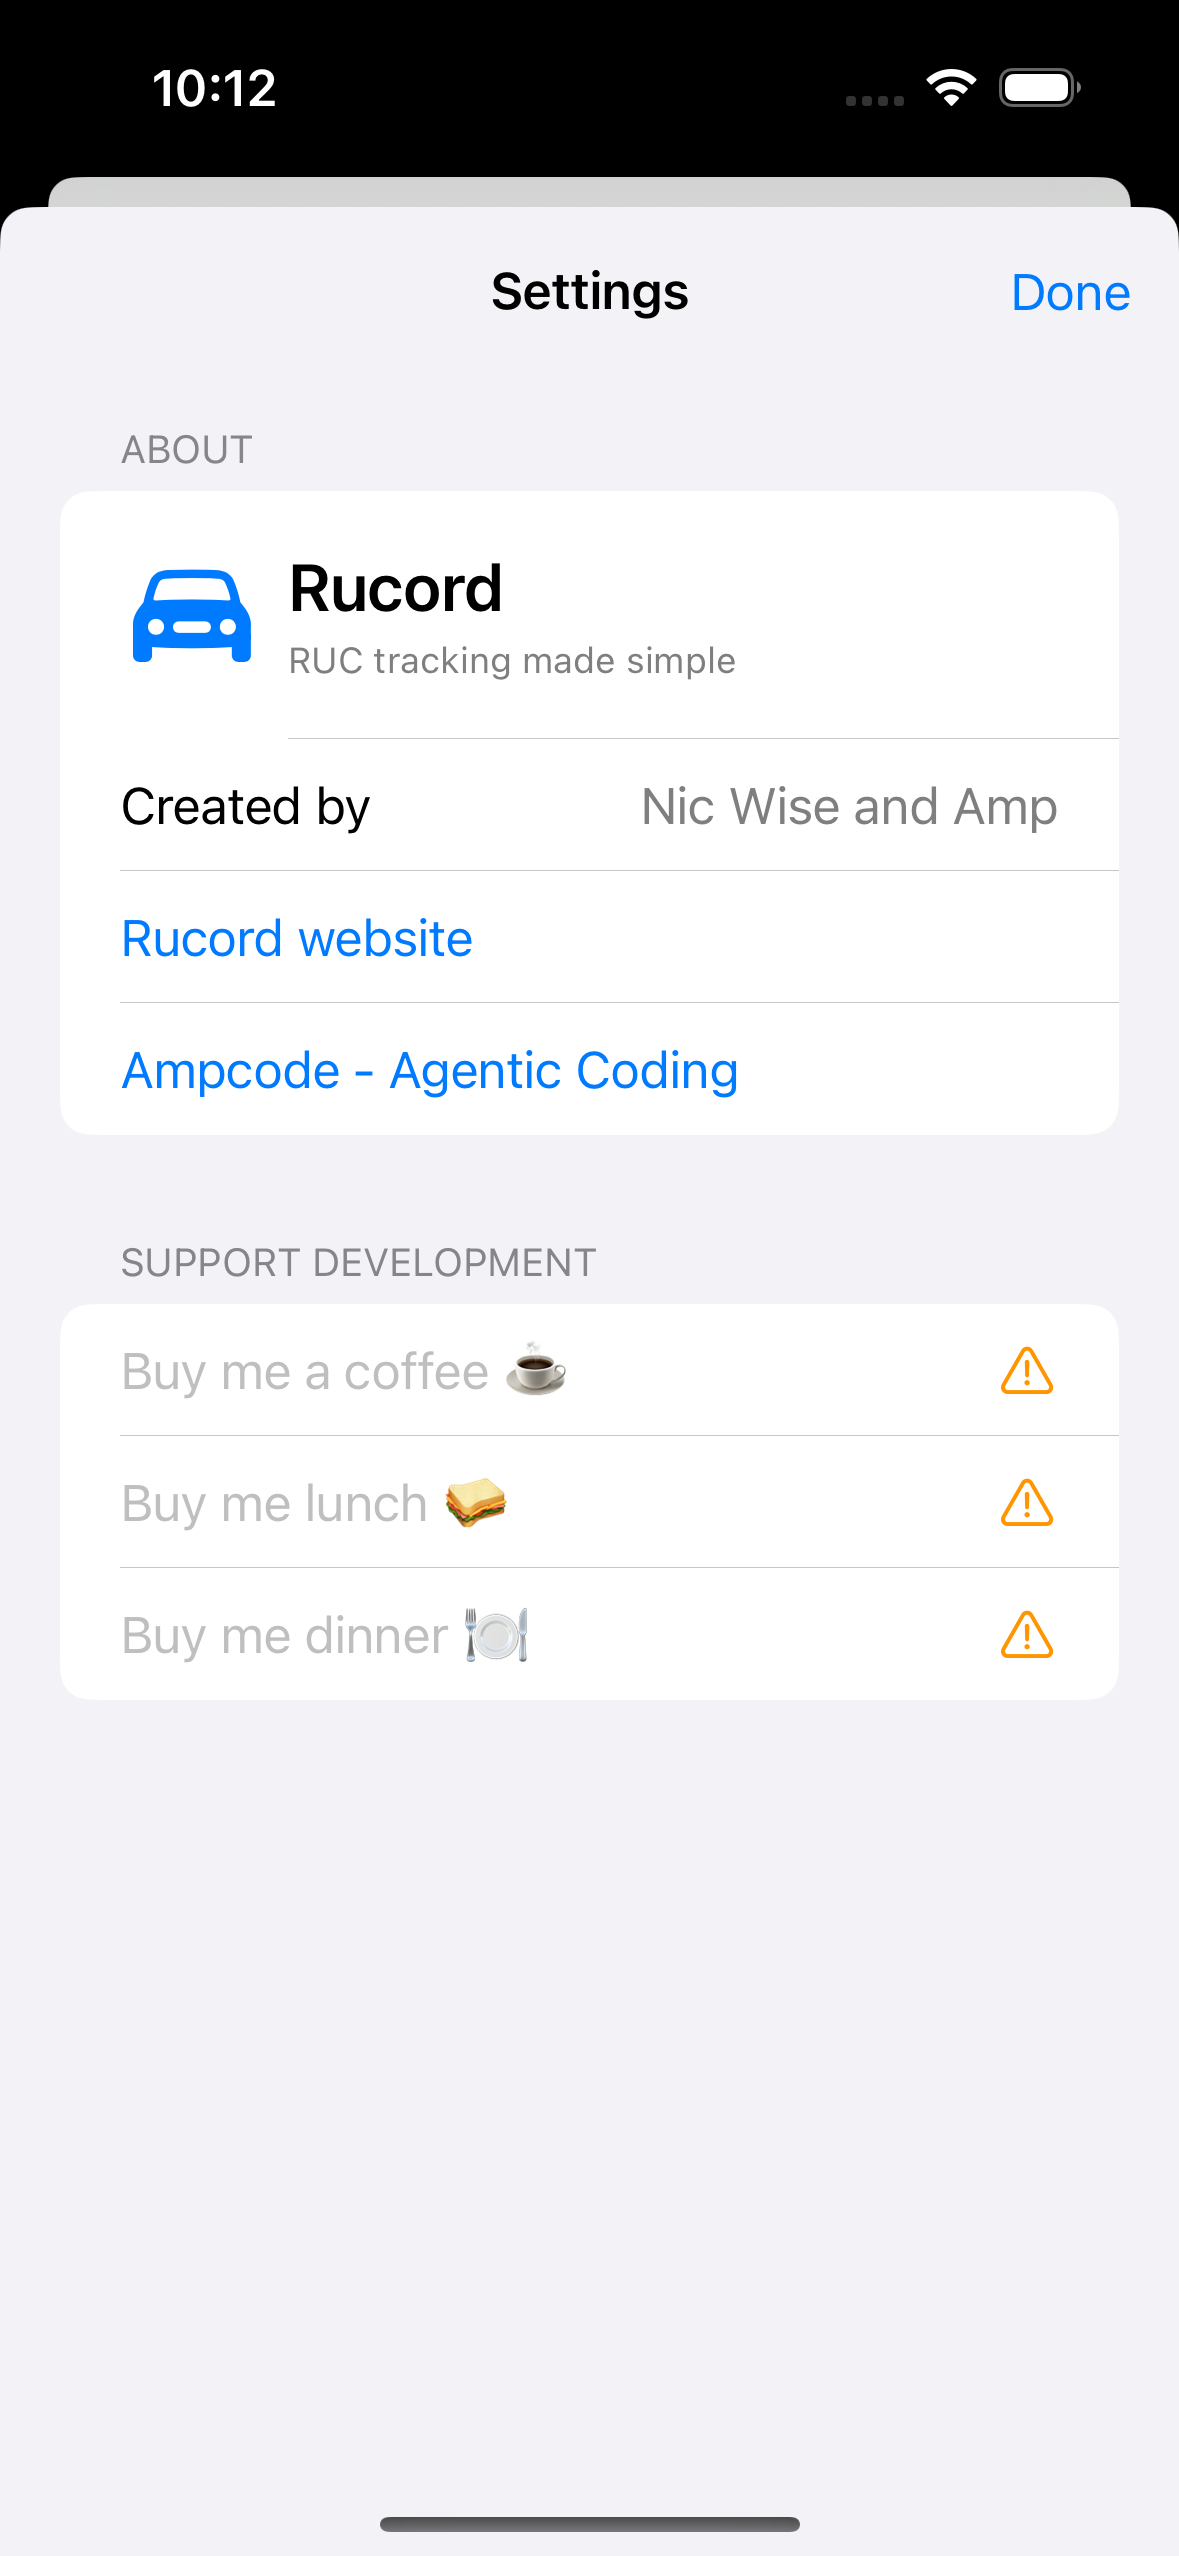 10:12
Settings
Done
ABOUT
Rucord
RUC tracking made simple
Created by
Nic Wise and Amp
Rucord website
Ampcode - Agentic Coding
SUPPORT DEVELOPMENT
Buy me a coffee ☕
Buy me lunch 🥪
Buy me dinner 🍽️